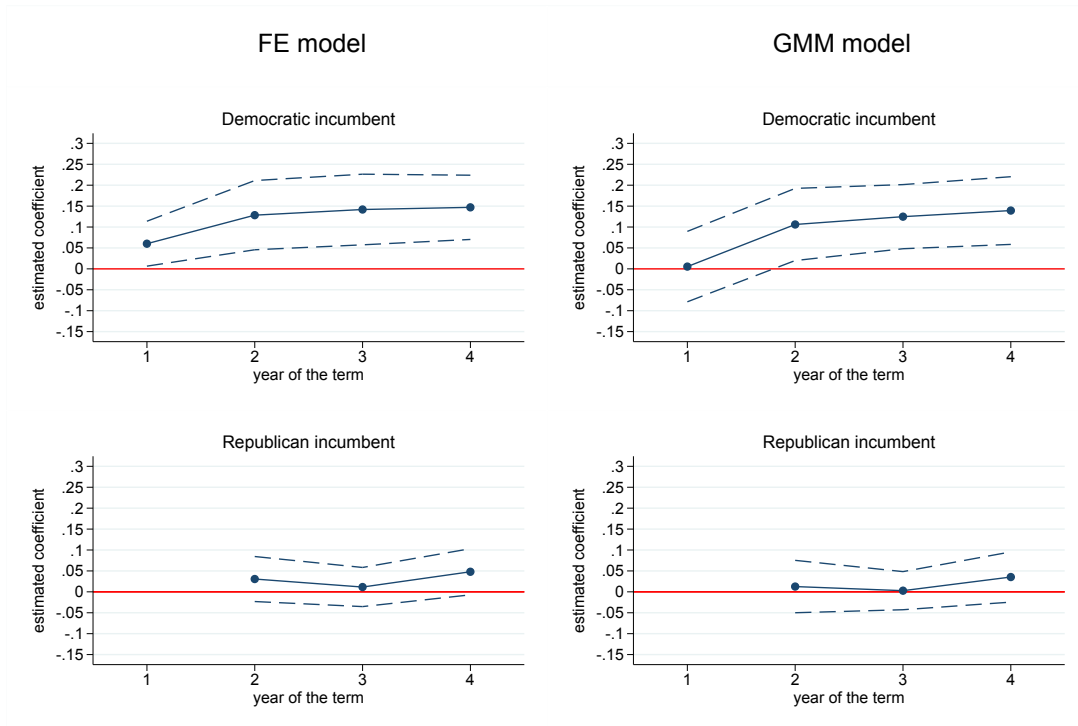 FE model
GMM model
Democratic incumbent
estimated coefficient
.3
.25
.2
.15
.1
.05
0
-.05
-.1
-.15
1 2 3 4
year of the term
Democratic incumbent
estimated coefficient
.3
.25
.2
.15
.1
.05
0
-.05
-.1
-.15
1 2 3 4
year of the term
Republican incumbent
estimated coefficient
.3
.25
.2
.15
.1
.05
0
-.05
-.1
-.15
1 2 3 4
year of the term
Republican incumbent
estimated coefficient
.3
.25
.2
.15
.1
.05
0
-.05
-.1
-.15
1 2 3 4
year of the term